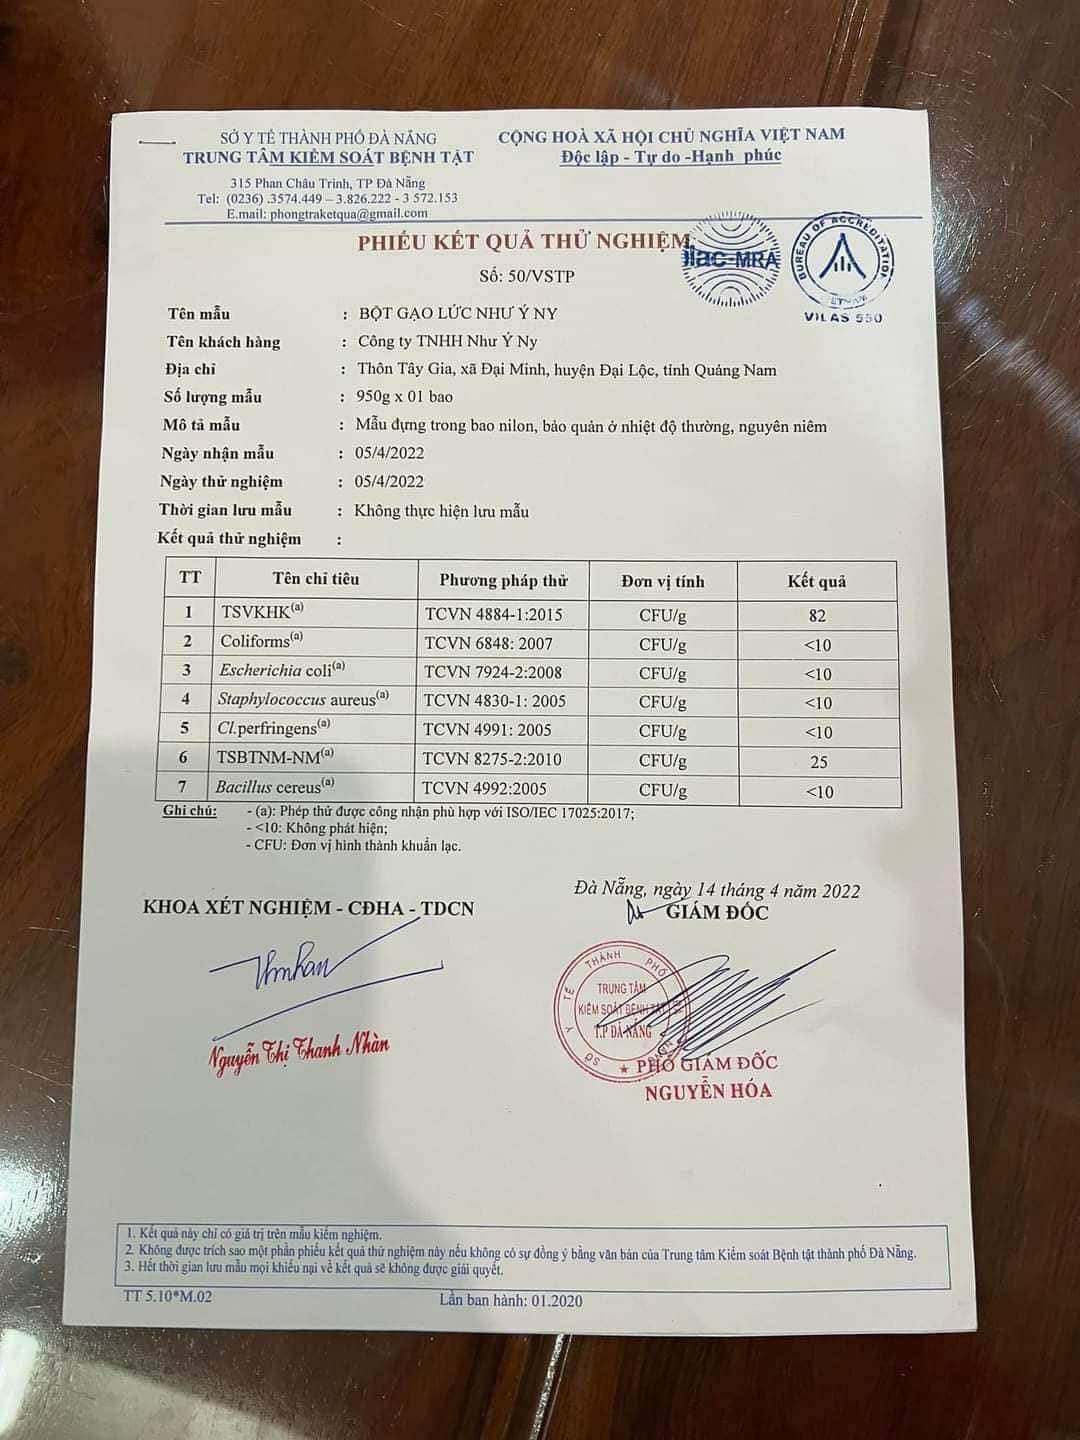 SỞ Y TẾ THÀNH PHỐ ĐÀ NẴNG
TRUNG TÂM KIỂM SOÁT BỆNH TẬT
315 Phan Châu Trinh, TP Đà Nẵng
Tel: (0236) .3574.449 – 3.826.222 - 3 572.153
E.mail: phongtraketqua@gmail.com
CỘNG HOÀ XÃ HỘI CHỦ NGHĨA VIỆT NAM
Độc lập - Tự do -Hạnh phúc
PHIẾU KẾT QUẢ THỬ NGHIỆM
Số: 50/VSTP
ilac-MRA
BUREAU OF ACCREDITATION
VIETNAM
VILAS 550
Tên mẫu : BỘT GẠO LỨC NHƯ Ý NY
Tên khách hàng : Công ty TNHH Như Ý Ny
Địa chỉ : Thôn Tây Gia, xã Đại Minh, huyện Đại Lộc, tỉnh Quảng Nam
Số lượng mẫu : 950g x 01 bao
Mô tả mẫu : Mẫu đựng trong bao nilon, bảo quản ở nhiệt độ thường, nguyên niêm
Ngày nhận mẫu : 05/4/2022
Ngày thử nghiệm : 05/4/2022
Thời gian lưu mẫu : Không thực hiện lưu mẫu
Kết quả thử nghiệm :
TT Tên chỉ tiêu Phương pháp thử Đơn vị tính Kết quả
1 TSVKHK(a) TCVN 4884-1:2015 CFU/g 82
2 Coliforms(a) TCVN 6848: 2007 CFU/g <10
3 Escherichia coli(a) TCVN 7924-2:2008 CFU/g <10
4 Staphylococcus aureus(a) TCVN 4830-1: 2005 CFU/g <10
5 Cl.perfringens(a) TCVN 4991: 2005 CFU/g <10
6 TSBTNM-NM(a) TCVN 8275-2:2010 CFU/g 25
7 Bacillus cereus(a) TCVN 4992:2005 CFU/g <10
Ghi chú: - (a): Phép thử được công nhận phù hợp với ISO/IEC 17025:2017;
- <10: Không phát hiện;
- CFU: Đơn vị hình thành khuẩn lạc.
Đà Nẵng, ngày 14 tháng 4 năm 2022
KHOA XÉT NGHIỆM - CĐHA - TDCN
GIÁM ĐỐC
SỞ Y TẾ THÀNH PHỐ
TRUNG TÂM
KIỂM SOÁT BỆNH TẬT
T.P ĐÀ NẴNG
Nguyễn Thị Thanh Nhàn
PHÓ GIÁM ĐỐC
NGUYỄN HÓA
1. Kết quả này chỉ có giá trị trên mẫu kiểm nghiệm.
2. Không được trích sao một phần phiếu kết quả thử nghiệm này nếu không có sự đồng ý bằng văn bản của Trung tâm Kiểm soát Bệnh tật thành phố Đà Nẵng.
3. Hết thời gian lưu mẫu mọi khiếu nại về kết quả sẽ không được giải quyết.
TT 5.10*M.02
Lần ban hành: 01.2020